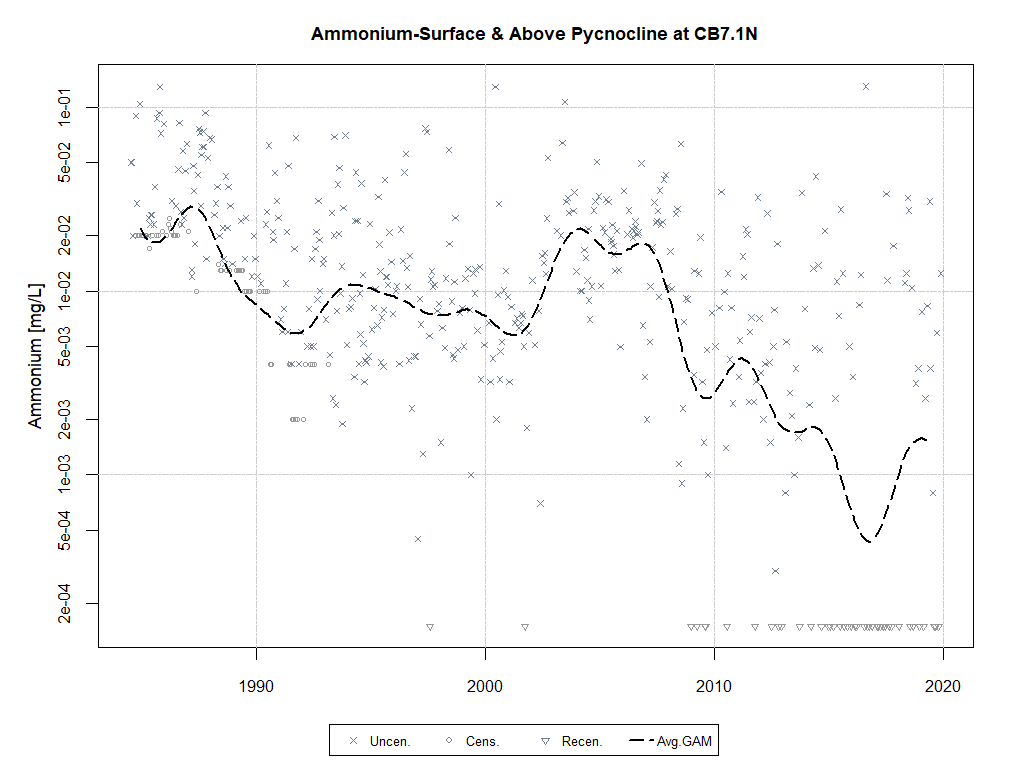 Ammonium-Surface & Above Pycnocline at CB7.1N
Ammonium [mg/L]
1e-01
5e-02
2e-02
1e-02
5e-03
2e-03
1e-03
5e-04
2e-04
1990 2000 2010 2020
Uncen. Cens. Recen. Avg.GAM